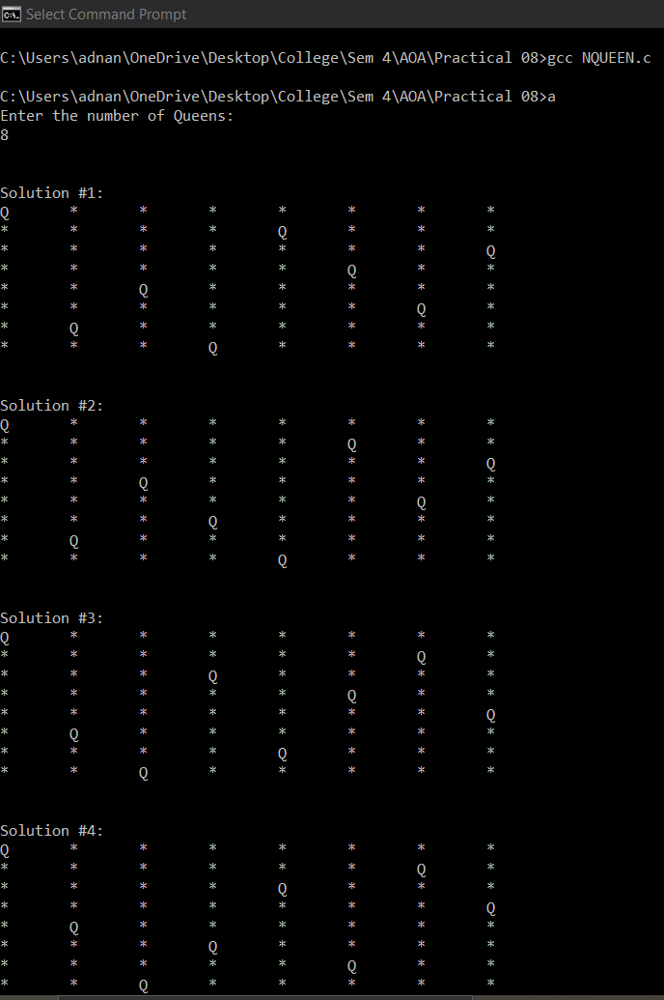 Select Command Prompt
C:\Users\adnan\OneDrive\Desktop\College\Sem 4\AOA\Practical 08>gcc NQUEEN.c
C:\Users\adnan\OneDrive\Desktop\College\Sem 4\AOA\Practical 08>a
Enter the number of Queens:
8
Solution #1:
Q * * * * * * *
* * * * Q * * *
* * * * * * * Q
* * * * * Q * *
* * Q * * * * *
* * * * * * Q *
* Q * * * * * *
* * * Q * * * *
Solution #2:
Q * * * * * * *
* * * * * Q * *
* * * * * * * Q
* * Q * * * * *
* * * * * * Q *
* * * Q * * * *
* Q * * * * * *
* * * * Q * * *
Solution #3:
Q * * * * * * *
* * * * * * Q *
* * * Q * * * *
* * * * * Q * *
* * * * * * * Q
* Q * * * * * *
* * * * Q * * *
* * Q * * * * *
Solution #4:
Q * * * * * * *
* * * * * * Q *
* * * * Q * * *
* * * * * * * Q
* Q * * * * * *
* * * Q * * * *
* * * * * Q * *
* * Q * * * * *